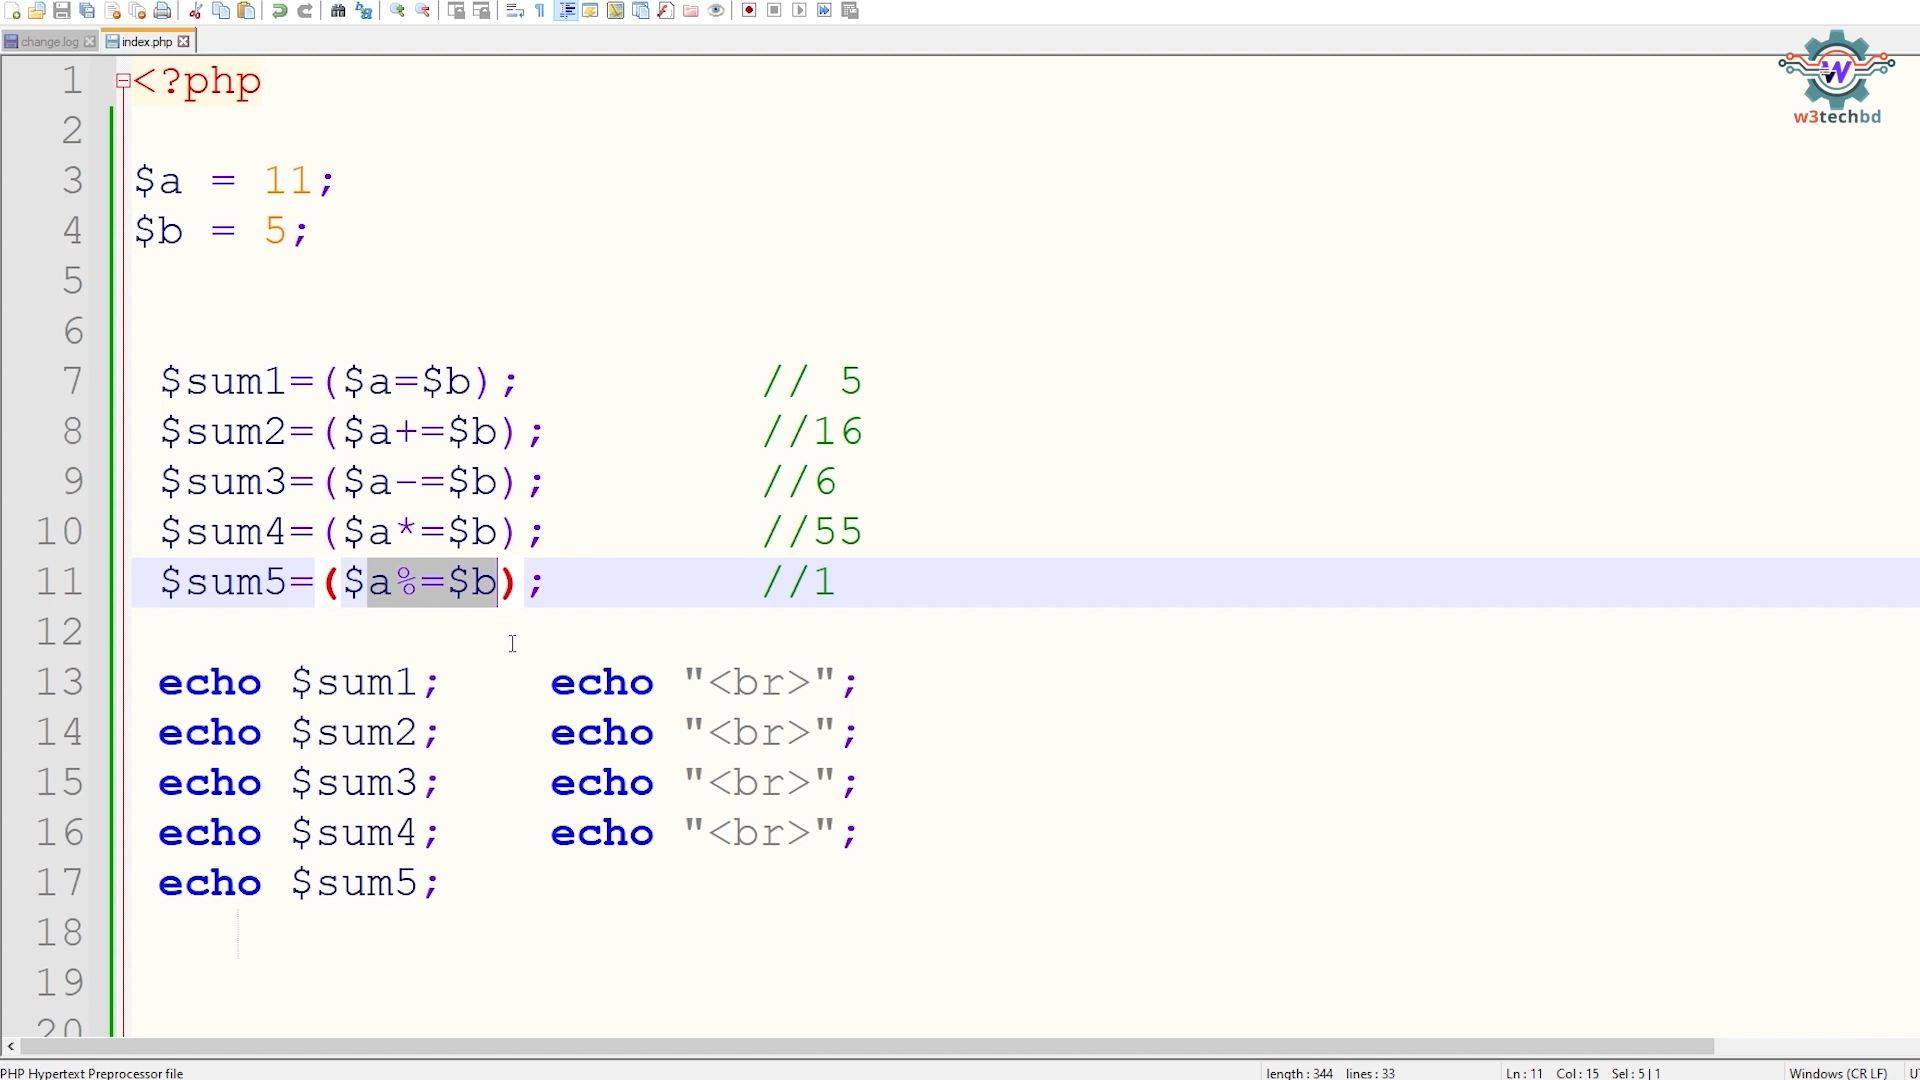 change.log index.php
w3techbd
1 <?php
2
3 $a = 11;
4 $b = 5;
5
6
7 $sum1=($a=$b); // 5
8 $sum2=($a+=$b); //16
9 $sum3=($a-=$b); //6
10 $sum4=($a*=$b); //55
11 $sum5=($a%=$b); //1
12
13 echo $sum1; echo "<br>";
14 echo $sum2; echo "<br>";
15 echo $sum3; echo "<br>";
16 echo $sum4; echo "<br>";
17 echo $sum5;
18
19
20
PHP Hypertext Preprocessor file length : 344 lines : 33 Ln : 11 Col : 15 Sel : 5 | 1 Windows (CR LF)